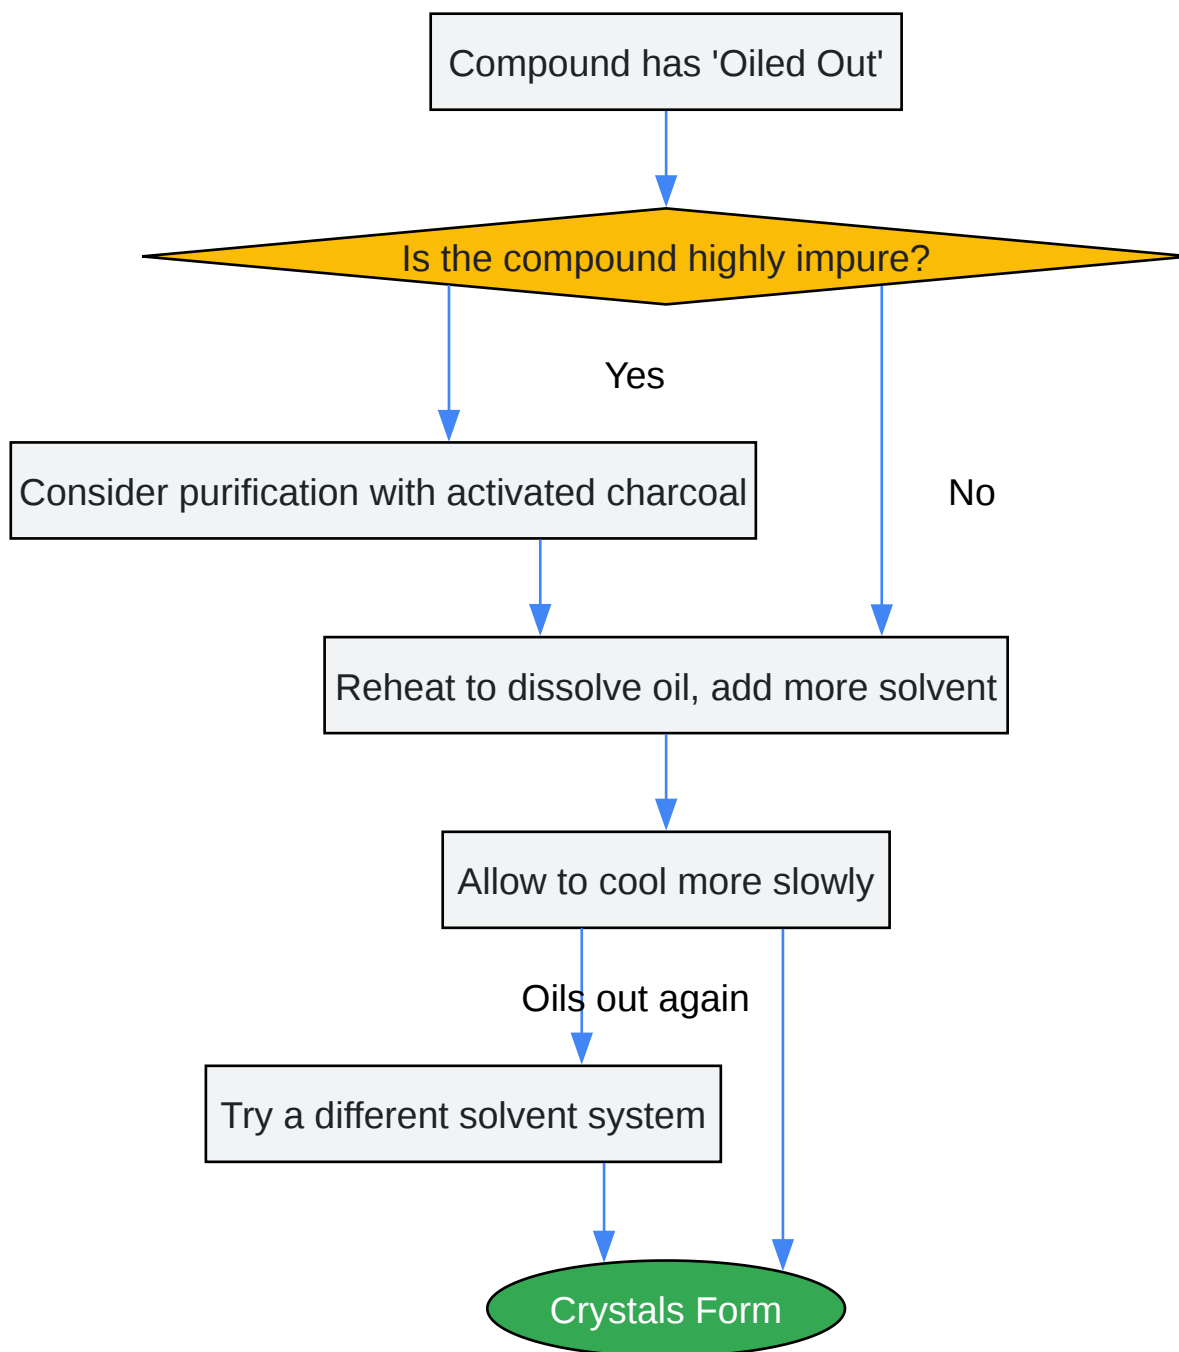 Compound has 'Oiled Out'
Is the compound highly impure?
Yes
Consider purification with activated charcoal
No
Reheat to dissolve oil, add more solvent
Allow to cool more slowly
Oils out again
Try a different solvent system
Crystals Form